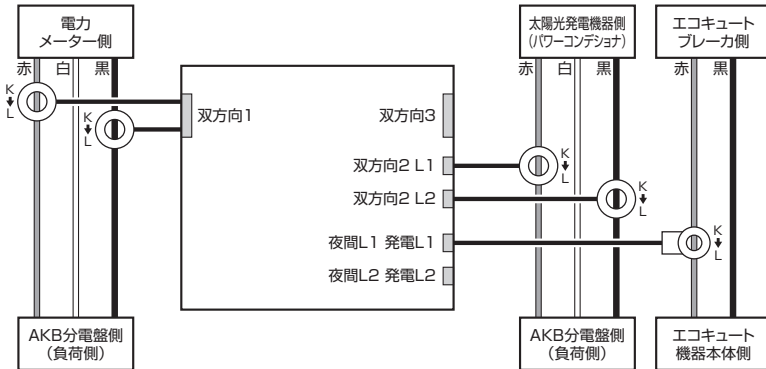 電力
メーター側
赤 白 黒
K
L
K
L
AKB分電盤側
(負荷側)
双方向1
双方向3
双方向2 L1
双方向2 L2
夜間L1 発電L1
夜間L2 発電L2
太陽光発電機器側
(パワーコンデショナ)
赤 白 黒
K
L
K
L
AKB分電盤側
(負荷側)
エコキュート
ブレーカ側
赤 黒
K
L
エコキュート
機器本体側